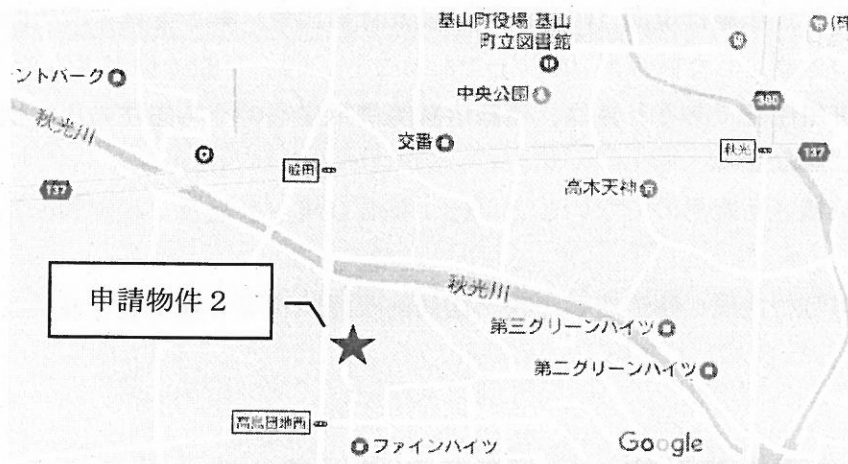 基山町役場 基山
町立図書館
ントパーク
中央公園
380
秋光川
交番
秋光
137
脇田
137
高木天神
申請物件2
秋光川
第三グリーンハイツ
第二グリーンハイツ
高島団地西
ファインハイツ
Google